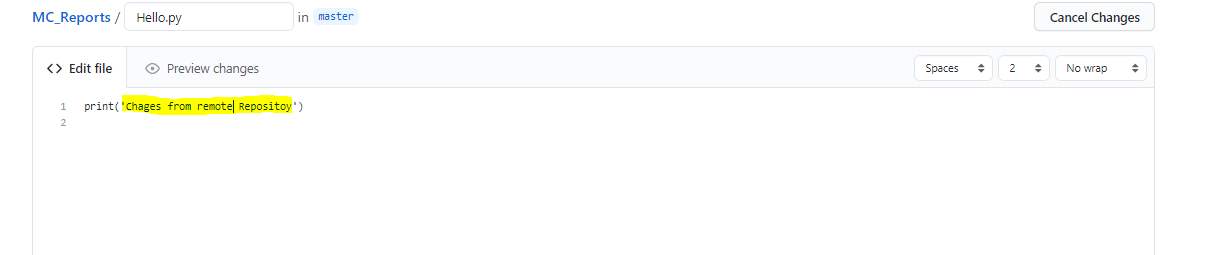 MC_Reports / Hello.py in master Cancel Changes
<> Edit file Preview changes Spaces 2 No wrap
1 print('Chages from remote Repositoy')
2